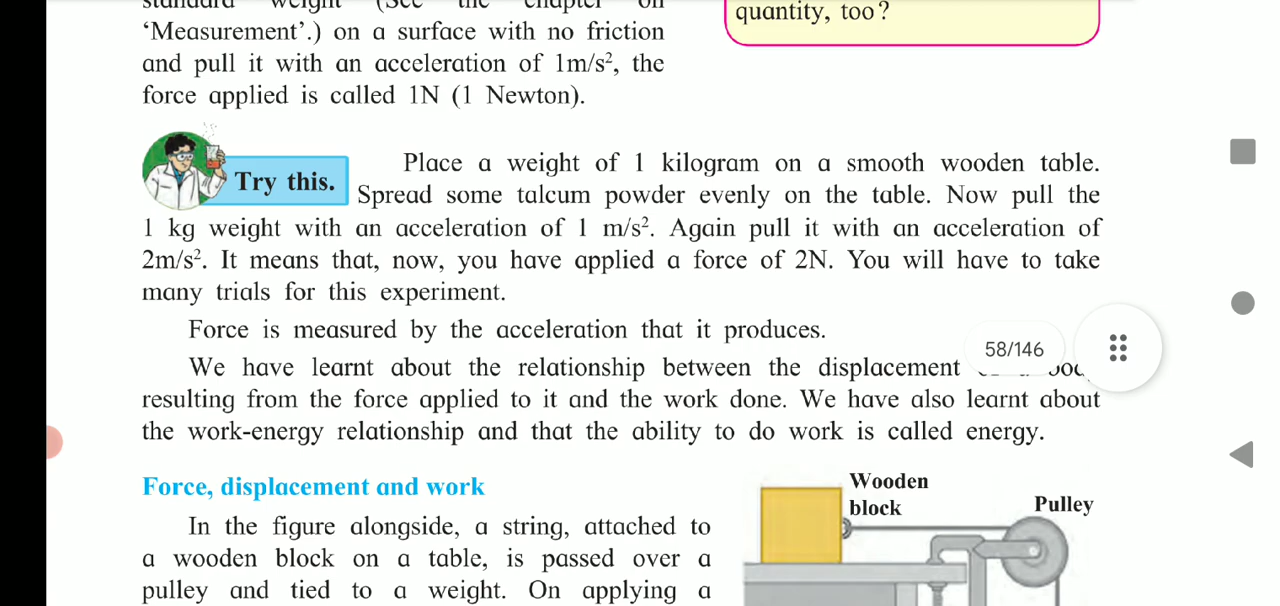 quantity, too?
'Measurement'.) on a surface with no friction
and pull it with an acceleration of 1m/s², the
force applied is called 1N (1 Newton).
Try this.
Place a weight of 1 kilogram on a smooth wooden table.
Spread some talcum powder evenly on the table. Now pull the
1 kg weight with an acceleration of 1 m/s². Again pull it with an acceleration of
2m/s². It means that, now, you have applied a force of 2N. You will have to take
many trials for this experiment.
Force is measured by the acceleration that it produces.
58/146
We have learnt about the relationship between the displacement
resulting from the force applied to it and the work done. We have also learnt about
the work-energy relationship and that the ability to do work is called energy.
Force, displacement and work
In the figure alongside, a string, attached to
a wooden block on a table, is passed over a
pulley and tied to a weight. On applying a
Wooden
block
Pulley